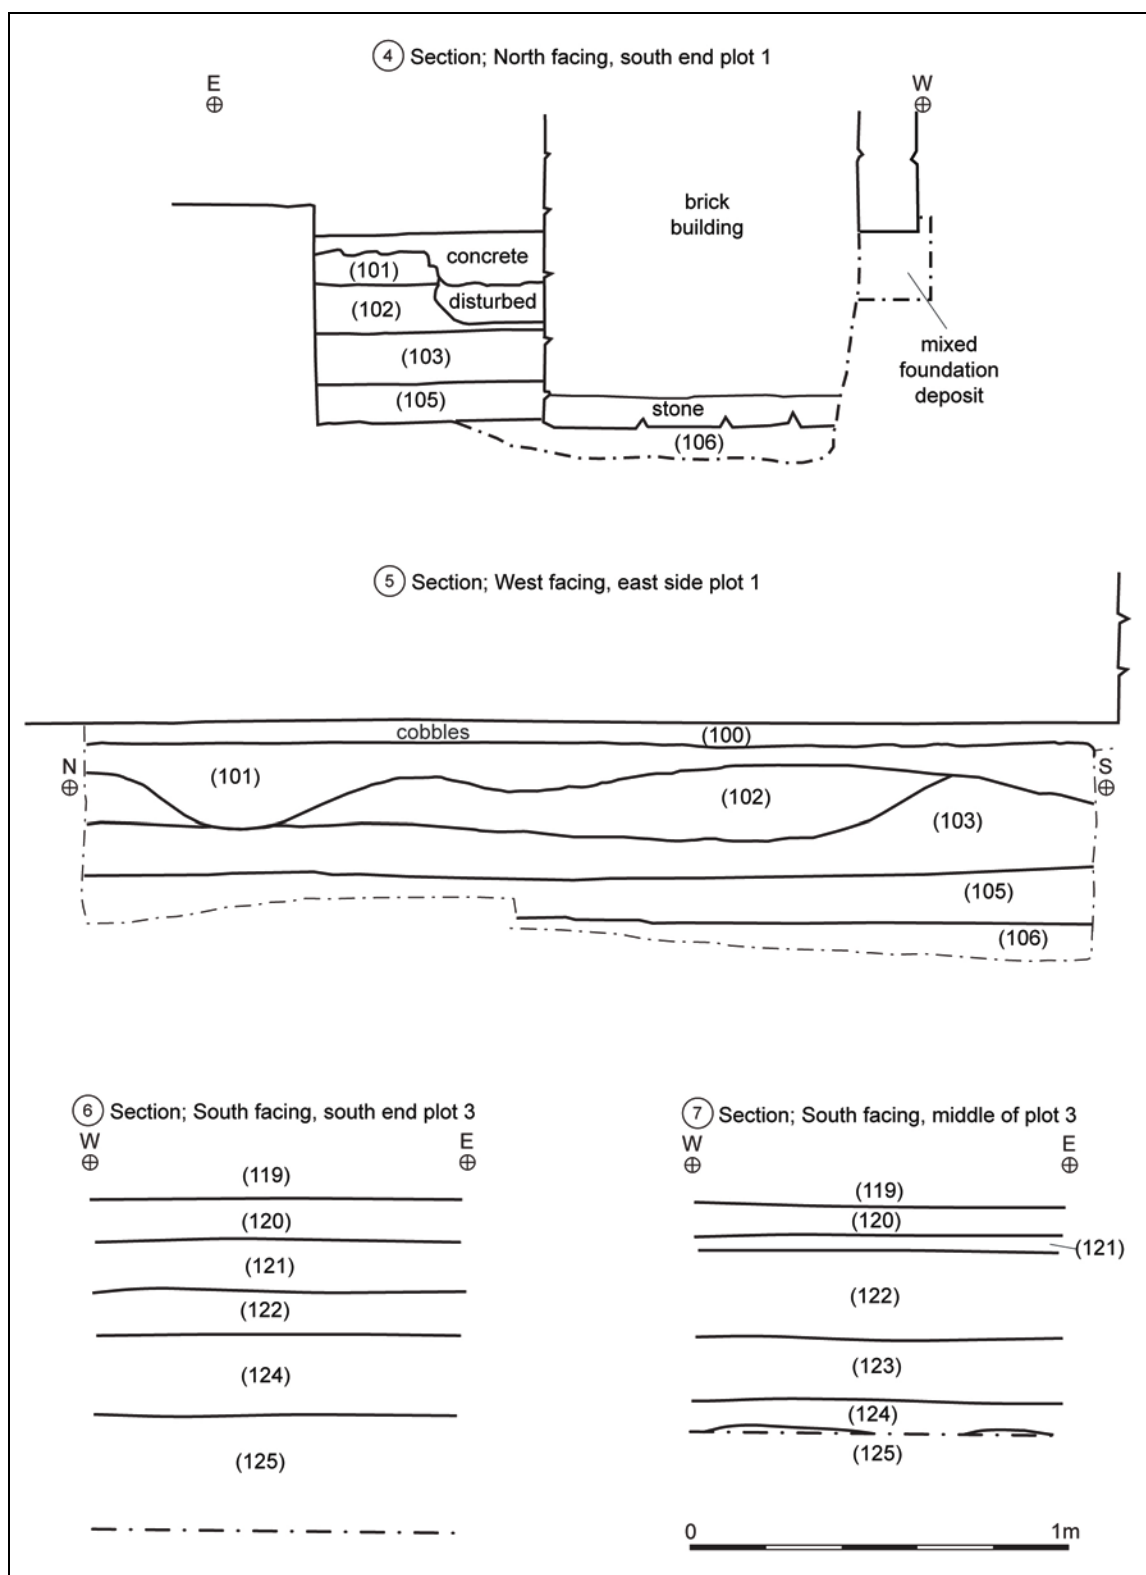 4 Section; North facing, south end plot 1
E
W
brick
building
concrete
(101)
disturbed
(102)
(103)
mixed
foundation
deposit
(105)
stone
(106)
5 Section; West facing, east side plot 1
cobbles
(100)
N
S
(101)
(102)
(103)
(105)
(106)
6 Section; South facing, south end plot 3
W
E
(119)
(120)
(121)
(122)
(124)
(125)
7 Section; South facing, middle of plot 3
W
E
(119)
(120)
(121)
(122)
(123)
(124)
(125)
0
1m